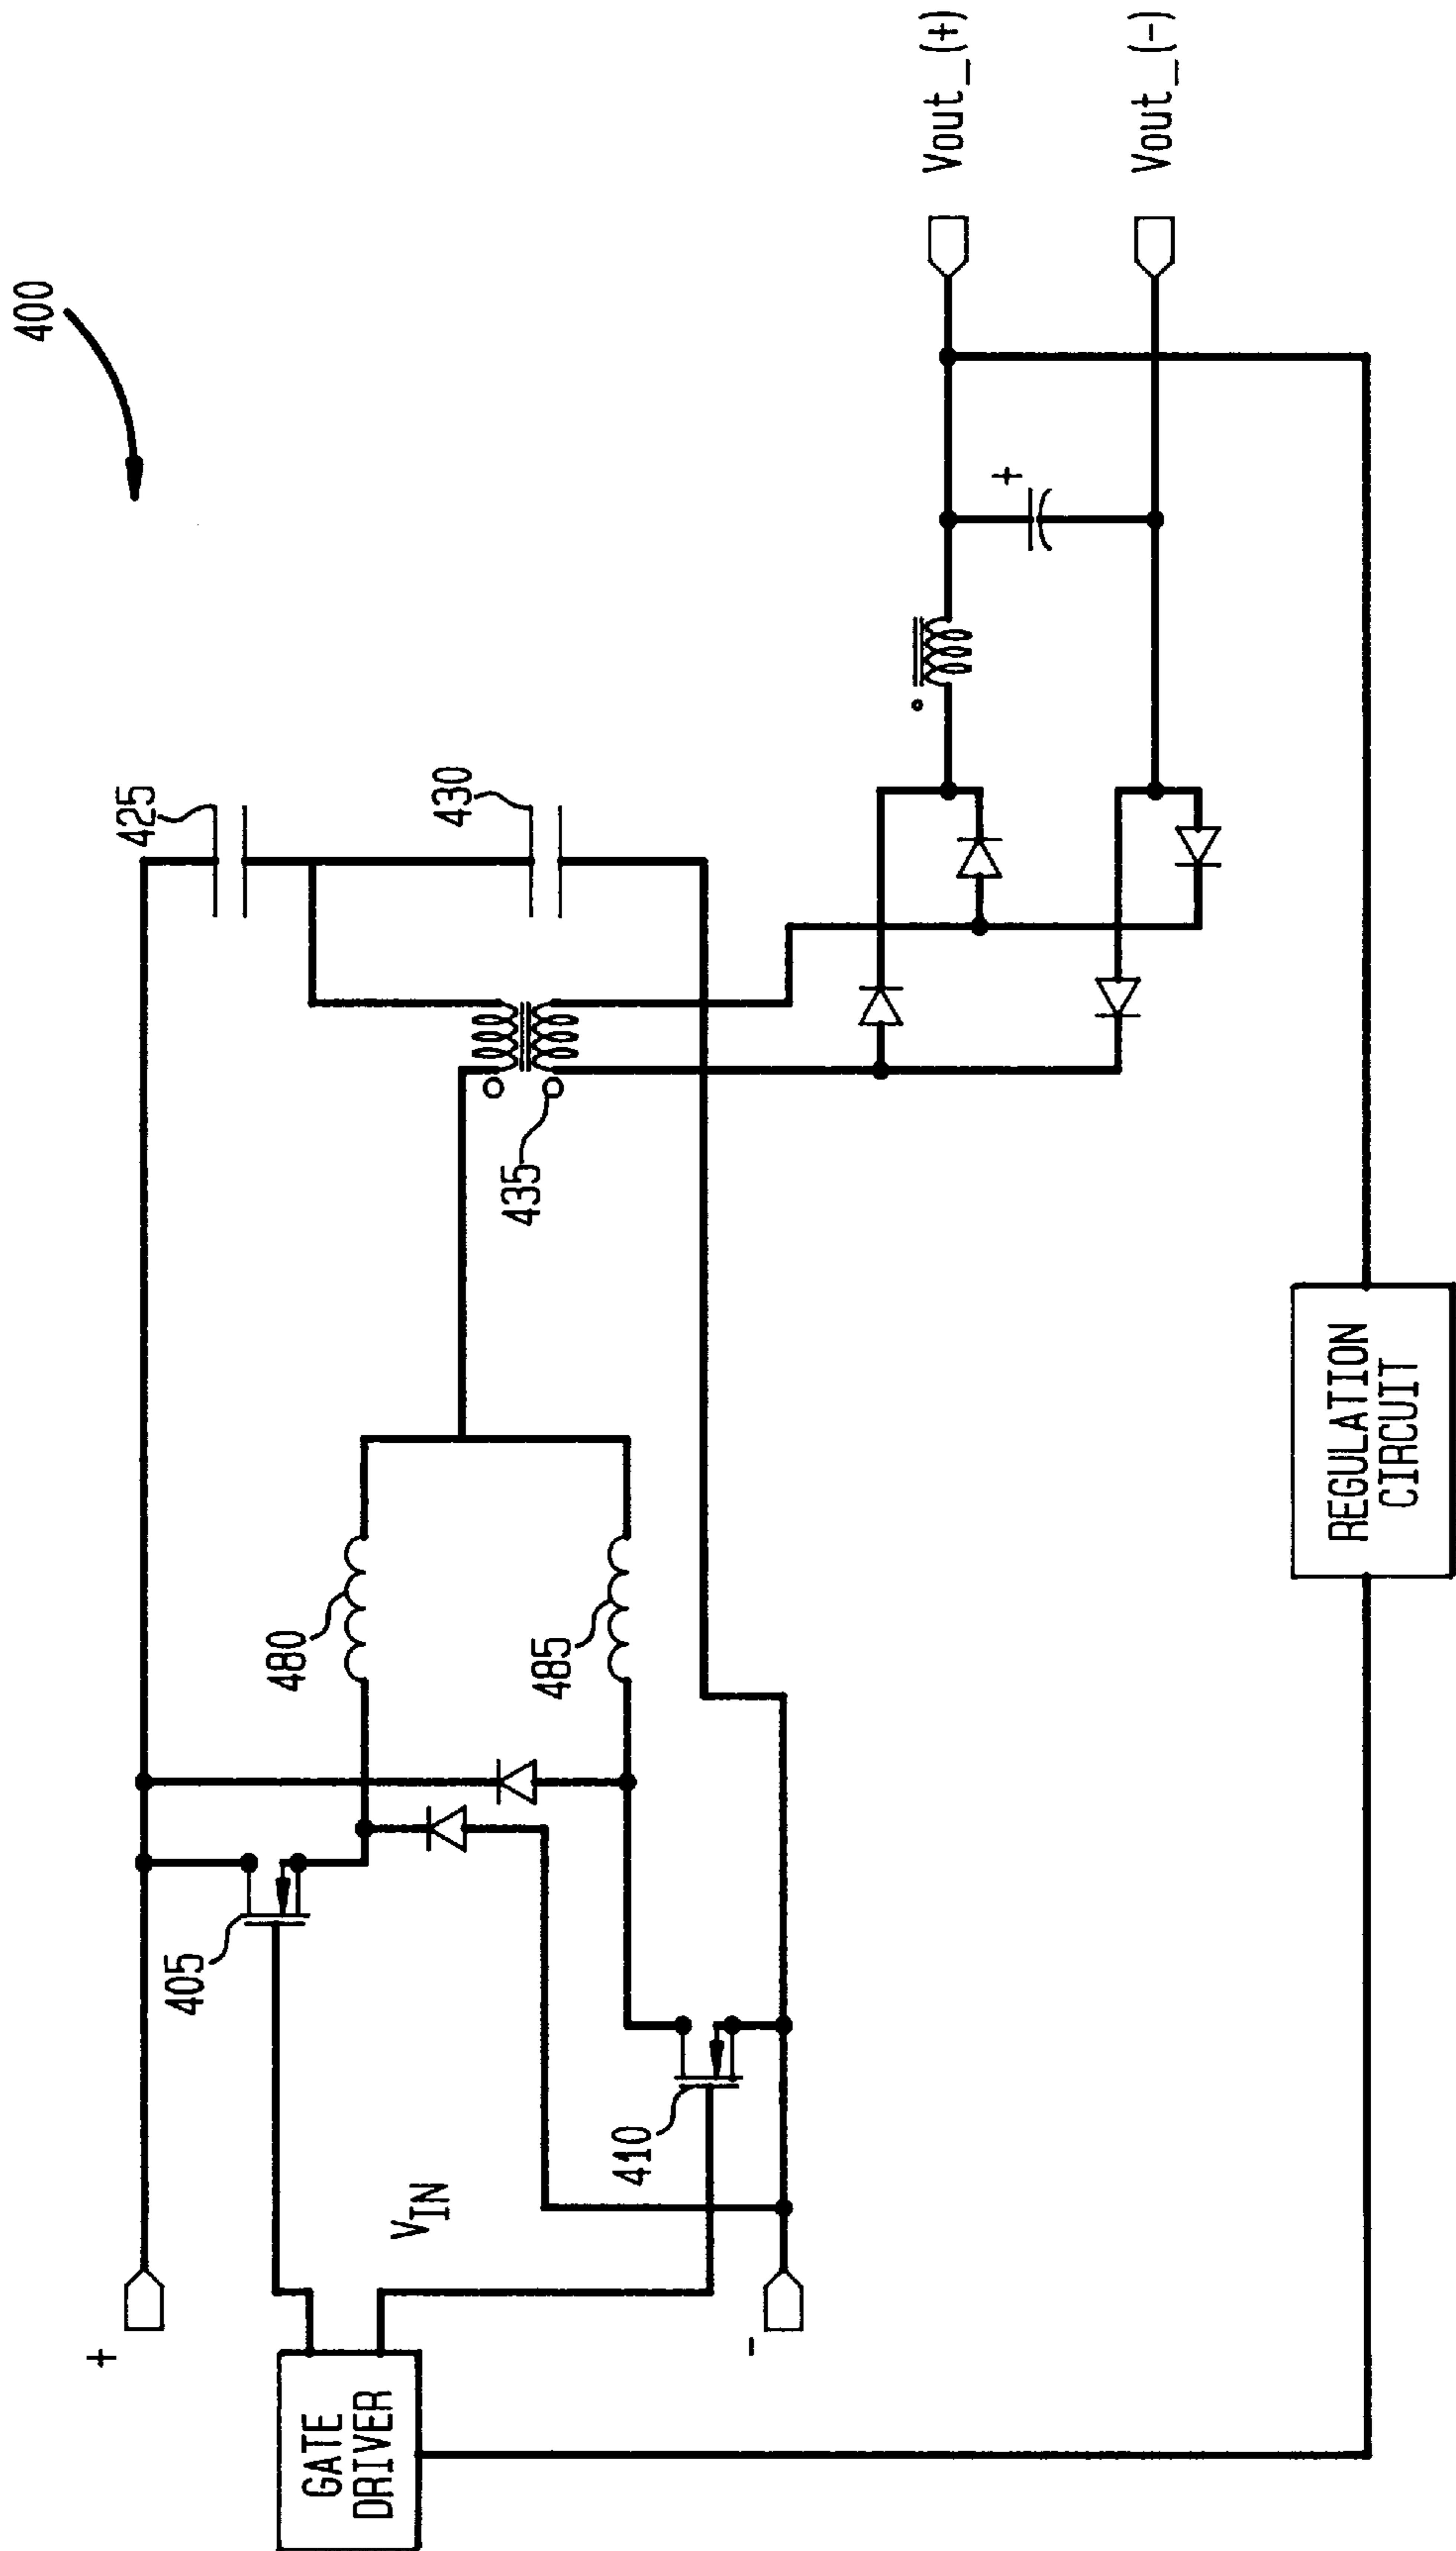 400
425
430
435
480
485
405
410
+
V_IN
-
GATE
DRIVER
+
Vout_(+)
Vout_(-)
REGULATION
CIRCUIT